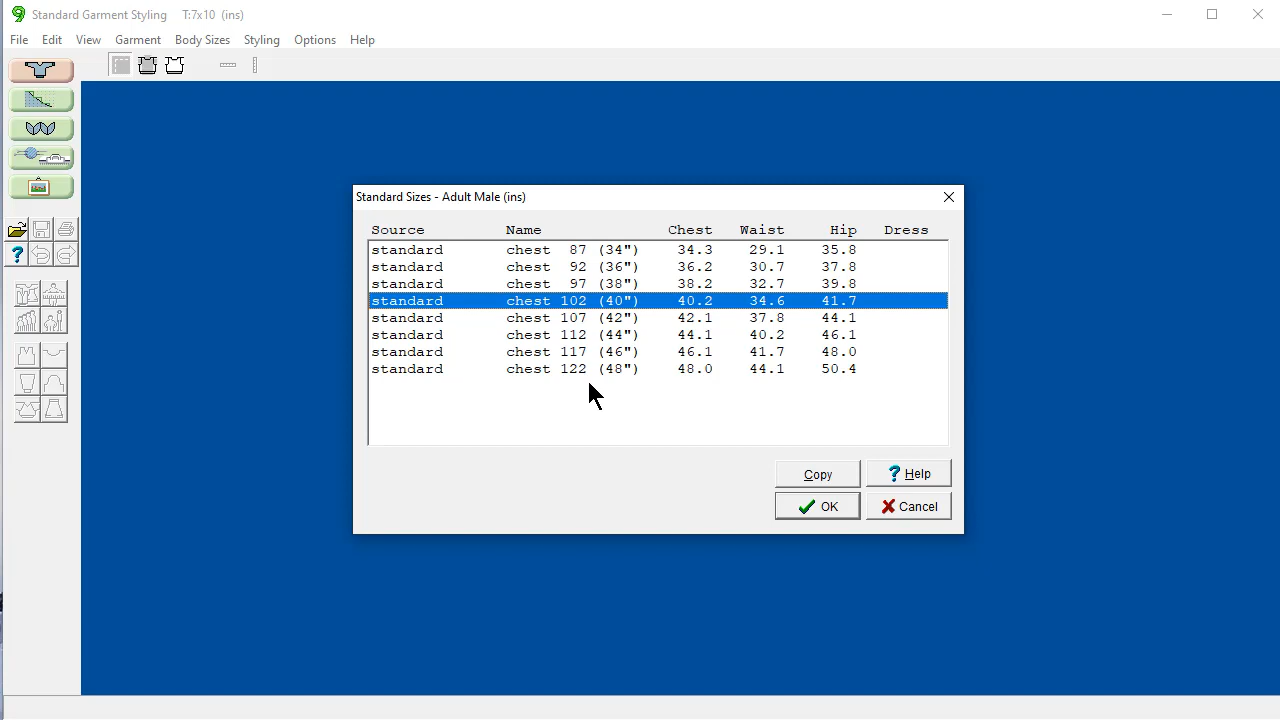 9 Standard Garment Styling T:7x10 (ins)
File Edit View Garment Body Sizes Styling Options Help
Standard Sizes - Adult Male (ins)
Source Name Chest Waist Hip Dress
standard chest 87 (34") 34.3 29.1 35.8
standard chest 92 (36") 36.2 30.7 37.8
standard chest 97 (38") 38.2 32.7 39.8
standard chest 102 (40") 40.2 34.6 41.7
standard chest 107 (42") 42.1 37.8 44.1
standard chest 112 (44") 44.1 40.2 46.1
standard chest 117 (46") 46.1 41.7 48.0
standard chest 122 (48") 48.0 44.1 50.4
Copy ? Help
OK Cancel
?